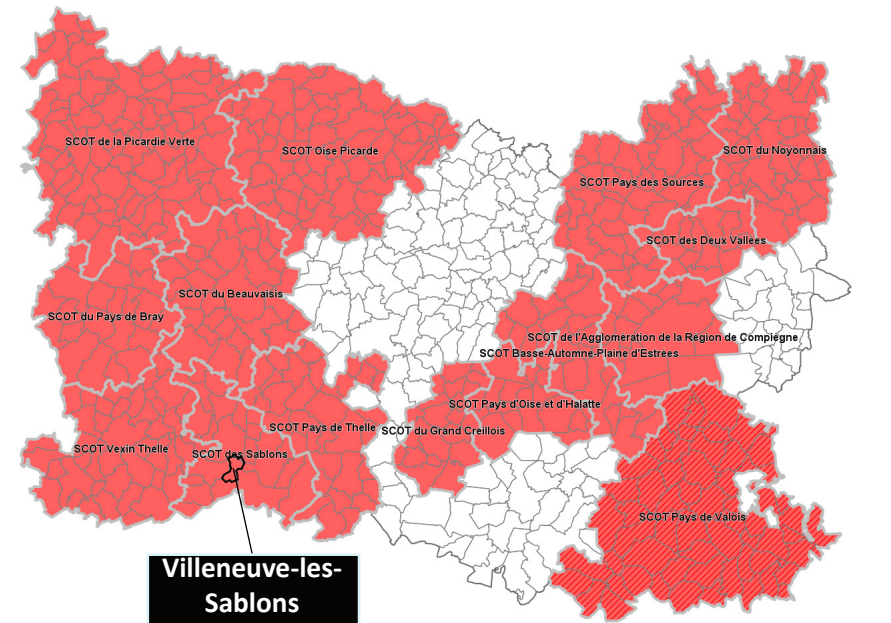 SCOT de la Picardie Verte
SCOT Oise Picarde
SCOT du Noyonnais
SCOT Pays des Sources
SCOT des Deux Vallées
SCOT du Beauvaisis
SCOT du Pays de Bray
SCOT de l'Agglomeration de la Region de Compiègne
SCOT Basse-Automne-Plaine d'Estrees
SCOT Pays d'Oise et d'Halatte
SCOT Pays de Thelle
SCOT du Grand Creillois
SCOT Vexin Thelle
SCOT des Sablons
SCOT Pays de Valois
Villeneuve-les-
Sablons